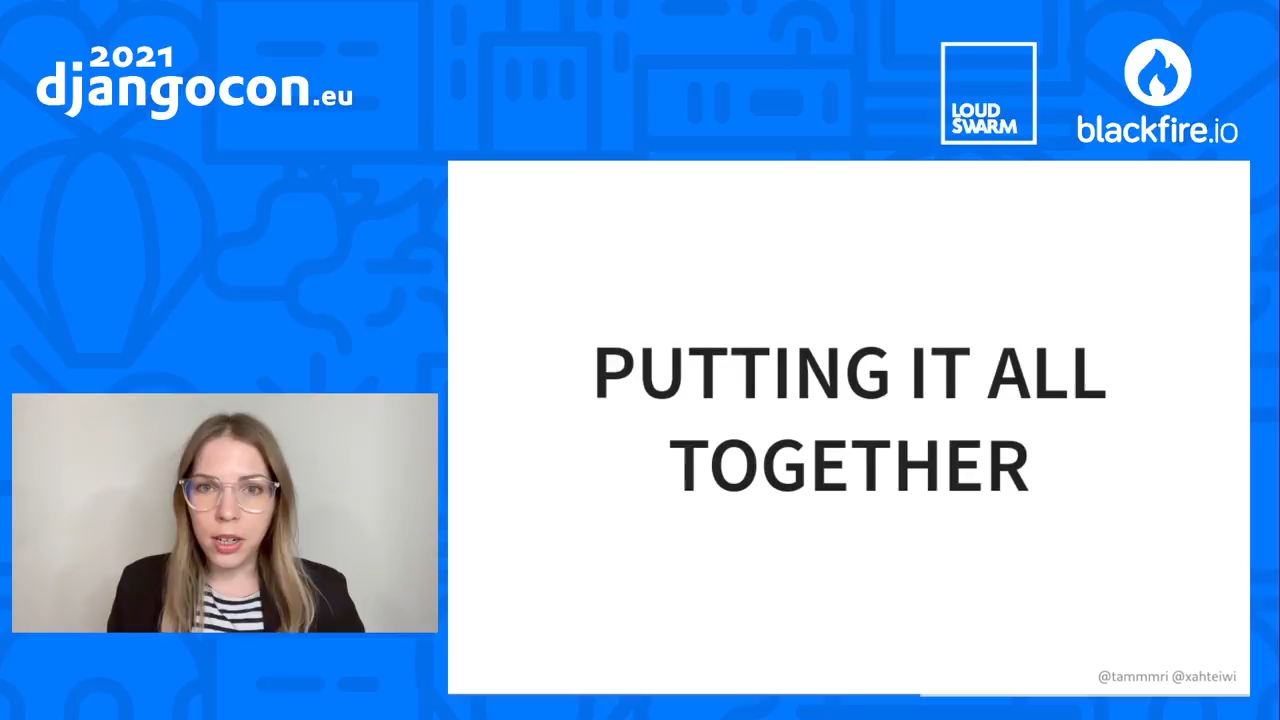 2021
djangocon.eu
LOUD
SWARM
blackfire.io
PUTTING IT ALL
TOGETHER
@tammmri @xahteiwi